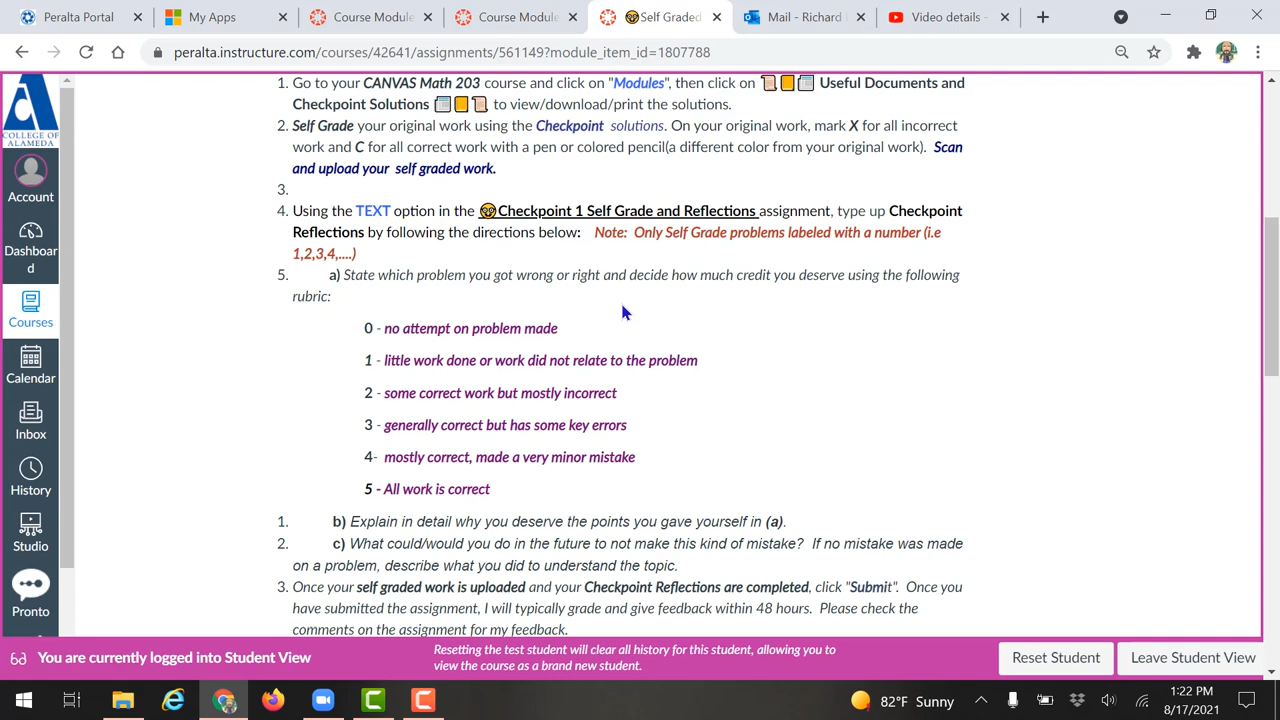 Peralta Portal
My Apps
Course Module
Course Module
Self Graded
Mail - Richard
Video details -
peralta.instructure.com/courses/42641/assignments/561149?module_item_id=1807788
COLLEGE OF
ALAMEDA
Account
Dashboar
d
Courses
Calendar
Inbox
History
Studio
Pronto
1. Go to your CANVAS Math 203 course and click on "Modules", then click on Useful Documents and
Checkpoint Solutions to view/download/print the solutions.
2. Self Grade your original work using the Checkpoint solutions. On your original work, mark X for all incorrect
work and C for all correct work with a pen or colored pencil(a different color from your original work). Scan
and upload your self graded work.
3.
4. Using the TEXT option in the Checkpoint 1 Self Grade and Reflections assignment, type up Checkpoint
Reflections by following the directions below: Note: Only Self Grade problems labeled with a number (i.e
1,2,3,4,....)
5. a) State which problem you got wrong or right and decide how much credit you deserve using the following
rubric:
0 - no attempt on problem made
1 - little work done or work did not relate to the problem
2 - some correct work but mostly incorrect
3 - generally correct but has some key errors
4- mostly correct, made a very minor mistake
5 - All work is correct
1. b) Explain in detail why you deserve the points you gave yourself in (a).
2. c) What could/would you do in the future to not make this kind of mistake? If no mistake was made
on a problem, describe what you did to understand the topic.
3. Once your self graded work is uploaded and your Checkpoint Reflections are completed, click "Submit". Once you
have submitted the assignment, I will typically grade and give feedback within 48 hours. Please check the
comments on the assignment for my feedback.
You are currently logged into Student View
Resetting the test student will clear all history for this student, allowing you to
view the course as a brand new student.
Reset Student
Leave Student View
82°F Sunny
1:22 PM
8/17/2021